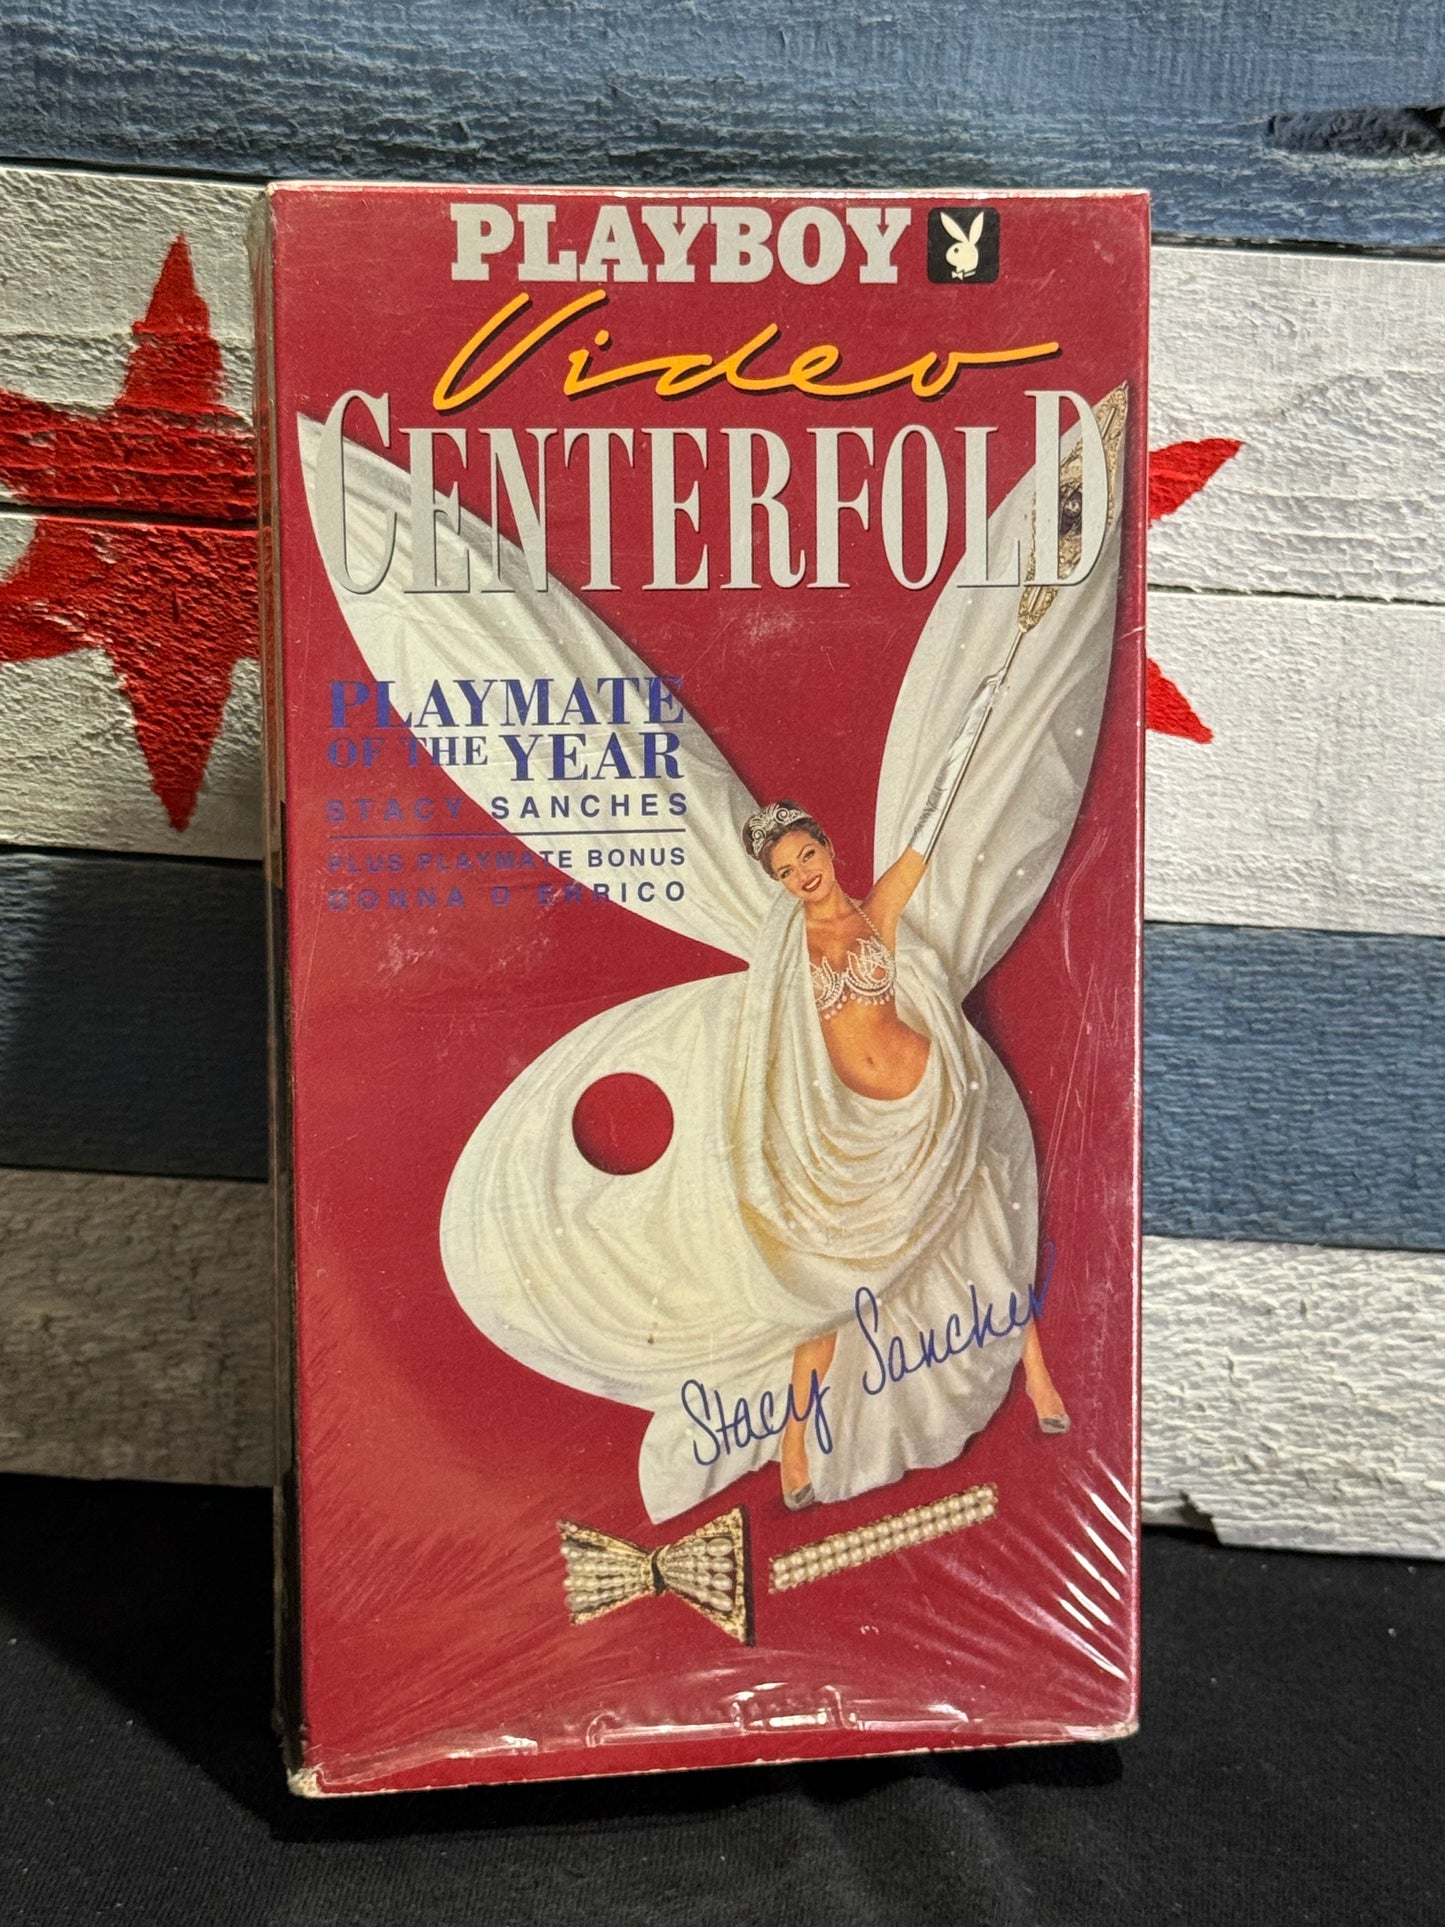 PLAYBOY
Video
CENTERFOLD
PLAYMATE
OF THE YEAR
STACY SANCHES
PLUS PLAYMATE BONUS
DONNA D ERRICO
Stacy Sanches